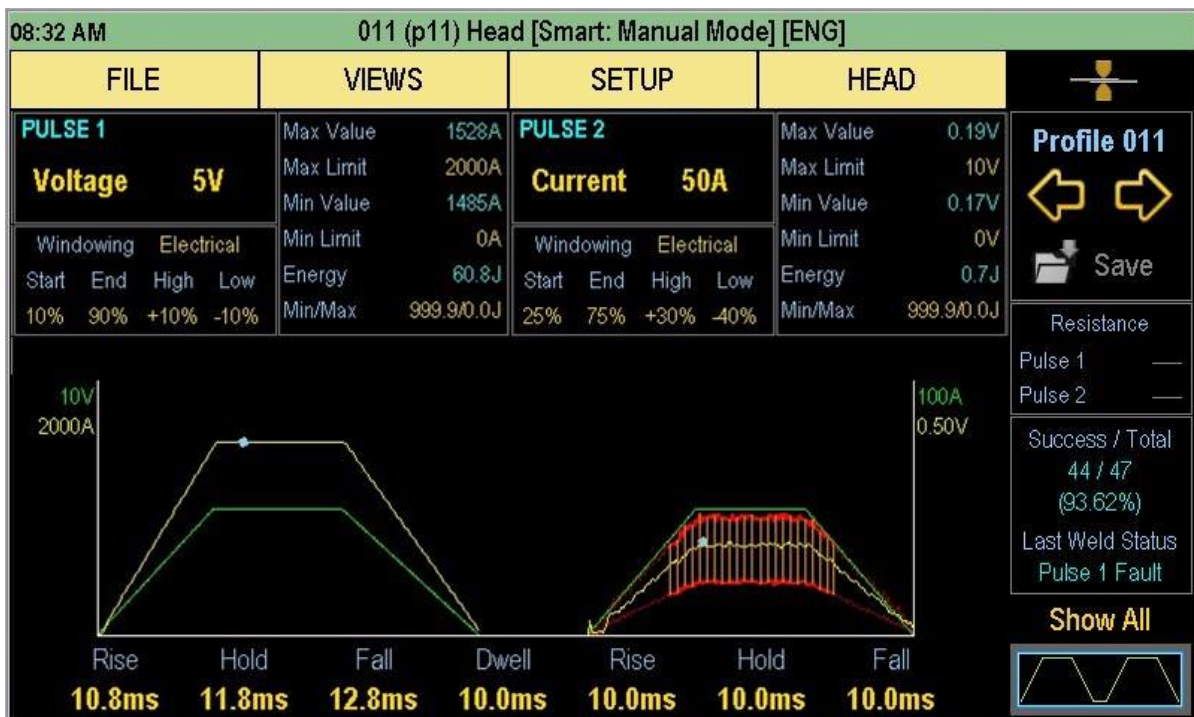 08:32 AM 011 (p11) Head [Smart: Manual Mode] [ENG]
FILE VIEWS SETUP HEAD
PULSE 1
Voltage 5V
Windowing Electrical
Start End High Low
10% 90% +10% -10%
Max Value 1528A
Max Limit 2000A
Min Value 1485A
Min Limit 0A
Energy 60.8J
Min/Max 999.9/0.0J
PULSE 2
Current 50A
Windowing Electrical
Start End High Low
25% 75% +30% -40%
Max Value 0.19V
Max Limit 10V
Min Value 0.17V
Min Limit 0V
Energy 0.7J
Min/Max 999.9/0.0J
Profile 011
Save
Resistance
Pulse 1 —
Pulse 2 —
Success / Total
44 / 47
(93.62%)
Last Weld Status
Pulse 1 Fault
Show All
10V
2000A
100A
0.50V
Rise Hold Fall Dwell Rise Hold Fall
10.8ms 11.8ms 12.8ms 10.0ms 10.0ms 10.0ms 10.0ms